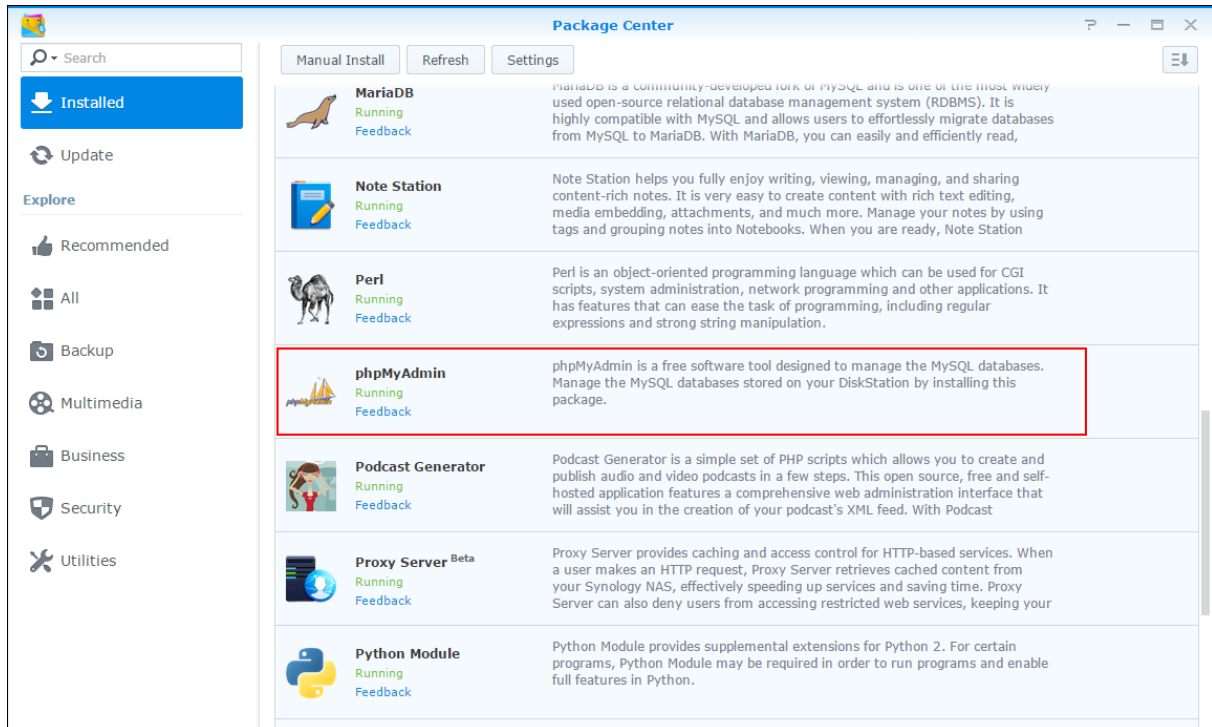 Package Center
Search
Manual Install
Refresh
Settings
Installed
Update
Explore
Recommended
All
Backup
Multimedia
Business
Security
Utilities
MariaDB
Running
Feedback
MariaDB is a community-developed fork of MySQL and is one of the most widely
used open-source relational database management system (RDBMS). It is
highly compatible with MySQL and allows users to effortlessly migrate databases
from MySQL to MariaDB. With MariaDB, you can easily and efficiently read,
Note Station
Running
Feedback
Note Station helps you fully enjoy writing, viewing, managing, and sharing
content-rich notes. It is very easy to create content with rich text editing,
media embedding, attachments, and much more. Manage your notes by using
tags and grouping notes into Notebooks. When you are ready, Note Station
Perl
Running
Feedback
Perl is an object-oriented programming language which can be used for CGI
scripts, system administration, network programming and other applications. It
has features that can ease the task of programming, including regular
expressions and strong string manipulation.
phpMyAdmin
Running
Feedback
phpMyAdmin is a free software tool designed to manage the MySQL databases.
Manage the MySQL databases stored on your DiskStation by installing this
package.
Podcast Generator
Running
Feedback
Podcast Generator is a simple set of PHP scripts which allows you to create and
publish audio and video podcasts in a few steps. This open source, free and self-
hosted application features a comprehensive web administration interface that
will assist you in the creation of your podcast's XML feed. With Podcast
Proxy Server Beta
Running
Feedback
Proxy Server provides caching and access control for HTTP-based services. When
a user makes an HTTP request, Proxy Server retrieves cached content from
your Synology NAS, effectively speeding up services and saving time. Proxy
Server can also deny users from accessing restricted web services, keeping your
Python Module
Running
Feedback
Python Module provides supplemental extensions for Python 2. For certain
programs, Python Module may be required in order to run programs and enable
full features in Python.